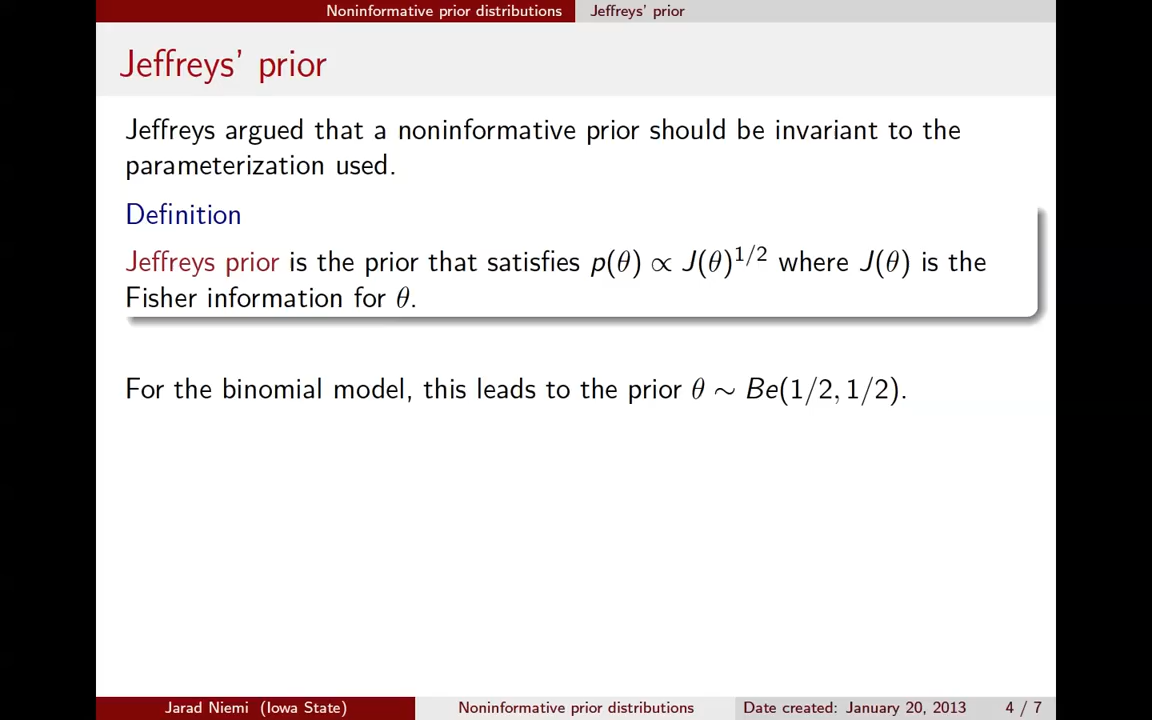 Noninformative prior distributions Jeffreys' prior
Jeffreys' prior
Jeffreys argued that a noninformative prior should be invariant to the
parameterization used.
Definition
Jeffreys prior is the prior that satisfies p(θ) ∝ J(θ)^{1/2} where J(θ) is the
Fisher information for θ.
For the binomial model, this leads to the prior θ ∼ Be(1/2, 1/2).
Jarad Niemi (Iowa State) Noninformative prior distributions Date created: January 20, 2013 4 / 7